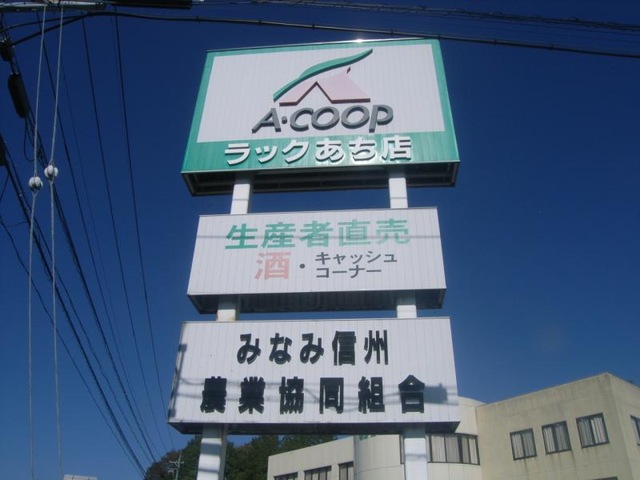 A·COOP
ラックあち店
生産者直売
酒・キャッシュ
コーナー
みなみ信州
農業協同組合